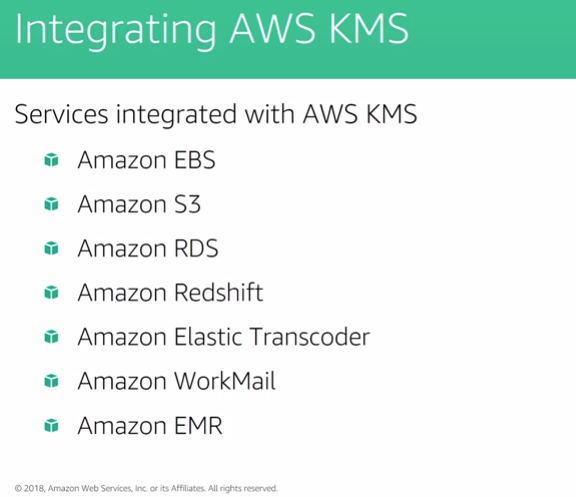 Integrating AWS KMS
Services integrated with AWS KMS
Amazon EBS
Amazon S3
Amazon RDS
Amazon Redshift
Amazon Elastic Transcoder
Amazon WorkMail
Amazon EMR
© 2018, Amazon Web Services, Inc. or its Affiliates. All rights reserved.